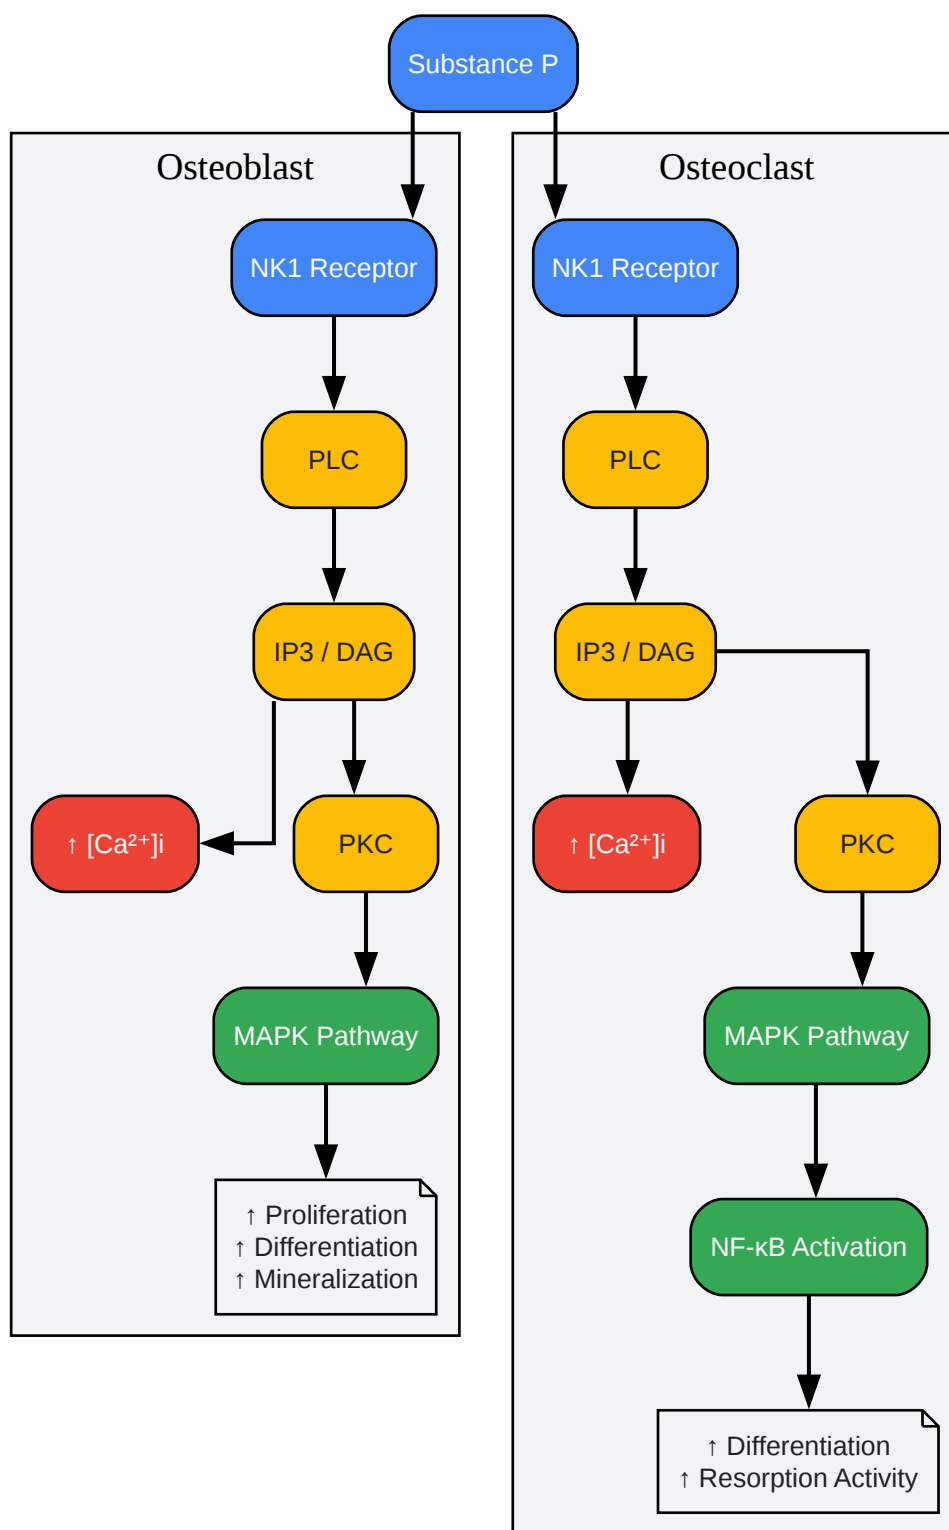 Substance P
Osteoblast
NK1 Receptor
PLC
IP3 / DAG
↑ [Ca²⁺]i
PKC
MAPK Pathway
↑ Proliferation
↑ Differentiation
↑ Mineralization
Osteoclast
NK1 Receptor
PLC
IP3 / DAG
↑ [Ca²⁺]i
PKC
MAPK Pathway
NF-κB Activation
↑ Differentiation
↑ Resorption Activity